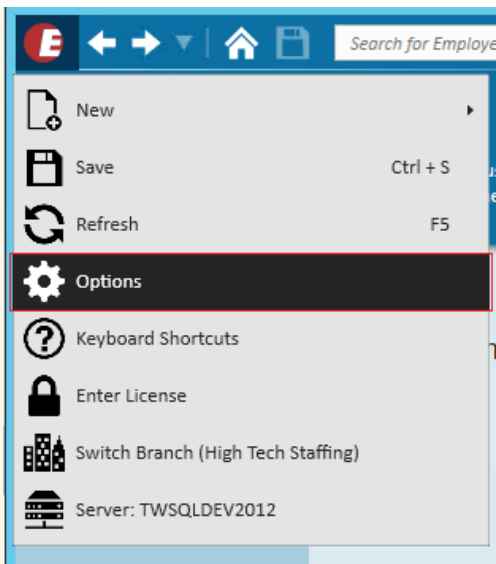 E
Search for Employe
New
Save Ctrl + S
Refresh F5
Options
Keyboard Shortcuts
Enter License
Switch Branch (High Tech Staffing)
Server: TWSQLDEV2012